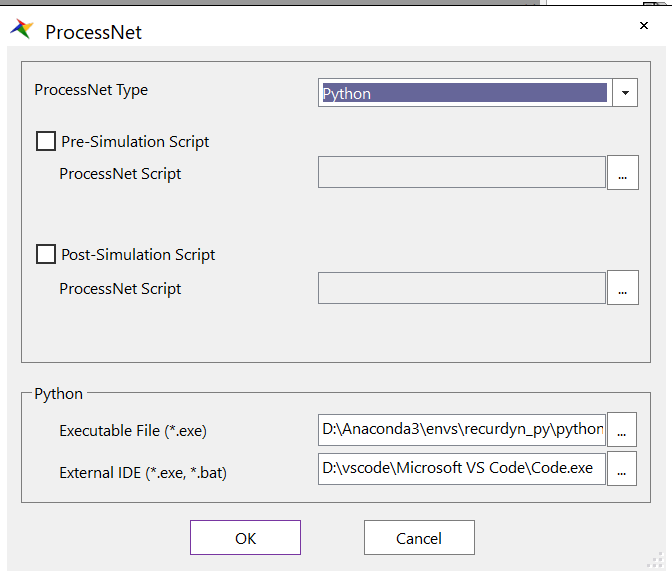 ProcessNet
ProcessNet Type
Python
Pre-Simulation Script
ProcessNet Script
...
Post-Simulation Script
ProcessNet Script
...
Python
Executable File (*.exe)
D:\Anaconda3\envs\recurdyn_py\python
...
External IDE (*.exe, *.bat)
D:\vscode\Microsoft VS Code\Code.exe
...
OK
Cancel